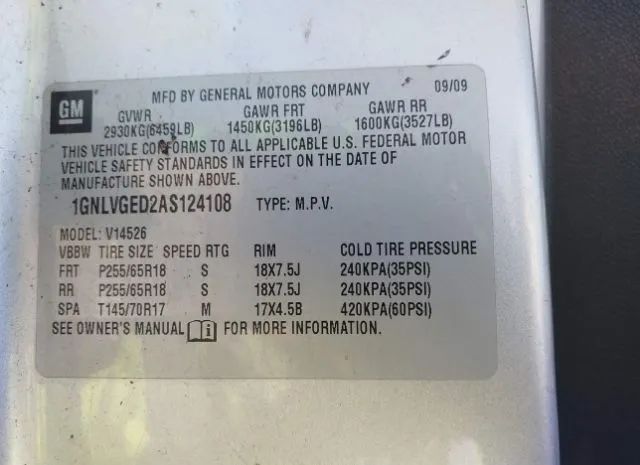 GM
MFD BY GENERAL MOTORS COMPANY 09/09
GVWR GAWR FRT GAWR RR
2930KG(6459LB) 1450KG(3196LB) 1600KG(3527LB)
THIS VEHICLE CONFORMS TO ALL APPLICABLE U.S. FEDERAL MOTOR
VEHICLE SAFETY STANDARDS IN EFFECT ON THE DATE OF
MANUFACTURE SHOWN ABOVE.
1GNLVGED2AS124108 TYPE: M.P.V.
MODEL: V14526
VBBW TIRE SIZE SPEED RTG RIM COLD TIRE PRESSURE
FRT P255/65R18 S 18X7.5J 240KPA(35PSI)
RR P255/65R18 S 18X7.5J 240KPA(35PSI)
SPA T145/70R17 M 17X4.5B 420KPA(60PSI)
SEE OWNER'S MANUAL i FOR MORE INFORMATION.